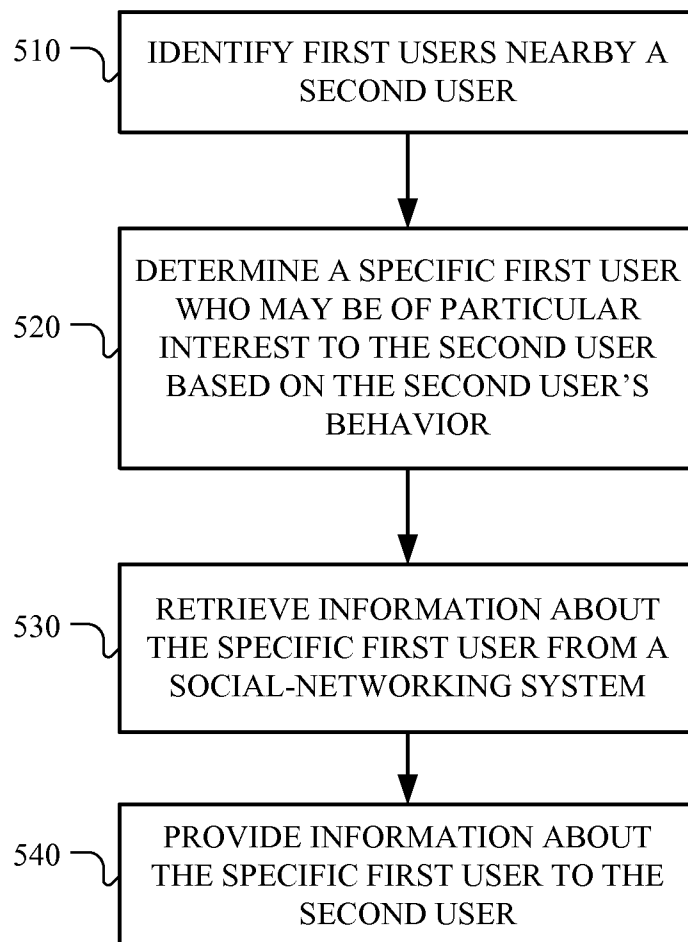 510
IDENTIFY FIRST USERS NEARBY A
SECOND USER
520
DETERMINE A SPECIFIC FIRST USER
WHO MAY BE OF PARTICULAR
INTEREST TO THE SECOND USER
BASED ON THE SECOND USER’S
BEHAVIOR
530
RETRIEVE INFORMATION ABOUT
THE SPECIFIC FIRST USER FROM A
SOCIAL-NETWORKING SYSTEM
540
PROVIDE INFORMATION ABOUT
THE SPECIFIC FIRST USER TO THE
SECOND USER